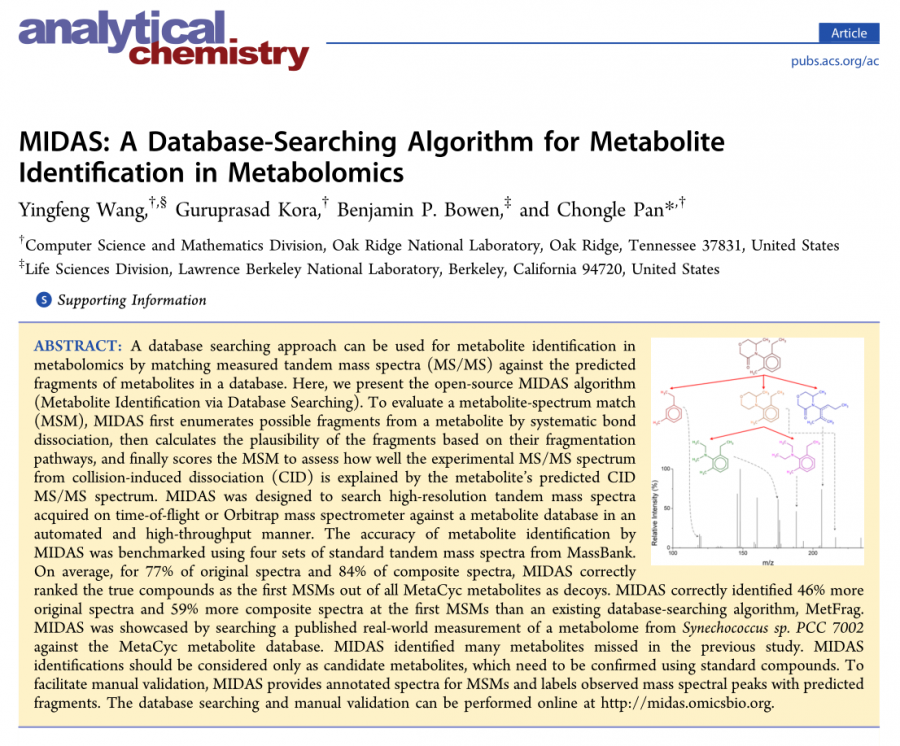 analytical
chemistry
Article
pubs.acs.org/ac
MIDAS: A Database-Searching Algorithm for Metabolite
Identification in Metabolomics
Yingfeng Wang,†,§ Guruprasad Kora,† Benjamin P. Bowen,‡ and Chongle Pan*,†
†Computer Science and Mathematics Division, Oak Ridge National Laboratory, Oak Ridge, Tennessee 37831, United States
‡Life Sciences Division, Lawrence Berkeley National Laboratory, Berkeley, California 94720, United States
S Supporting Information
ABSTRACT: A database searching approach can be used for metabolite identification in
metabolomics by matching measured tandem mass spectra (MS/MS) against the predicted
fragments of metabolites in a database. Here, we present the open-source MIDAS algorithm
(Metabolite Identification via Database Searching). To evaluate a metabolite-spectrum match
(MSM), MIDAS first enumerates possible fragments from a metabolite by systematic bond
dissociation, then calculates the plausibility of the fragments based on their fragmentation
pathways, and finally scores the MSM to assess how well the experimental MS/MS spectrum
from collision-induced dissociation (CID) is explained by the metabolite's predicted CID
MS/MS spectrum. MIDAS was designed to search high-resolution tandem mass spectra
acquired on time-of-flight or Orbitrap mass spectrometer against a metabolite database in an
automated and high-throughput manner. The accuracy of metabolite identification by
MIDAS was benchmarked using four sets of standard tandem mass spectra from MassBank.
On average, for 77% of original spectra and 84% of composite spectra, MIDAS correctly
ranked the true compounds as the first MSMs out of all MetaCyc metabolites as decoys. MIDAS correctly identified 46% more
original spectra and 59% more composite spectra at the first MSMs than an existing database-searching algorithm, MetFrag.
MIDAS was showcased by searching a published real-world measurement of a metabolome from Synechococcus sp. PCC 7002
against the MetaCyc metabolite database. MIDAS identified many metabolites missed in the previous study. MIDAS
identifications should be considered only as candidate metabolites, which need to be confirmed using standard compounds. To
facilitate manual validation, MIDAS provides annotated spectra for MSMs and labels observed mass spectral peaks with predicted
fragments. The database searching and manual validation can be performed online at http://midas.omicsbio.org.
Relative Intensity (%)
100
50
0
100
150
200
m/z